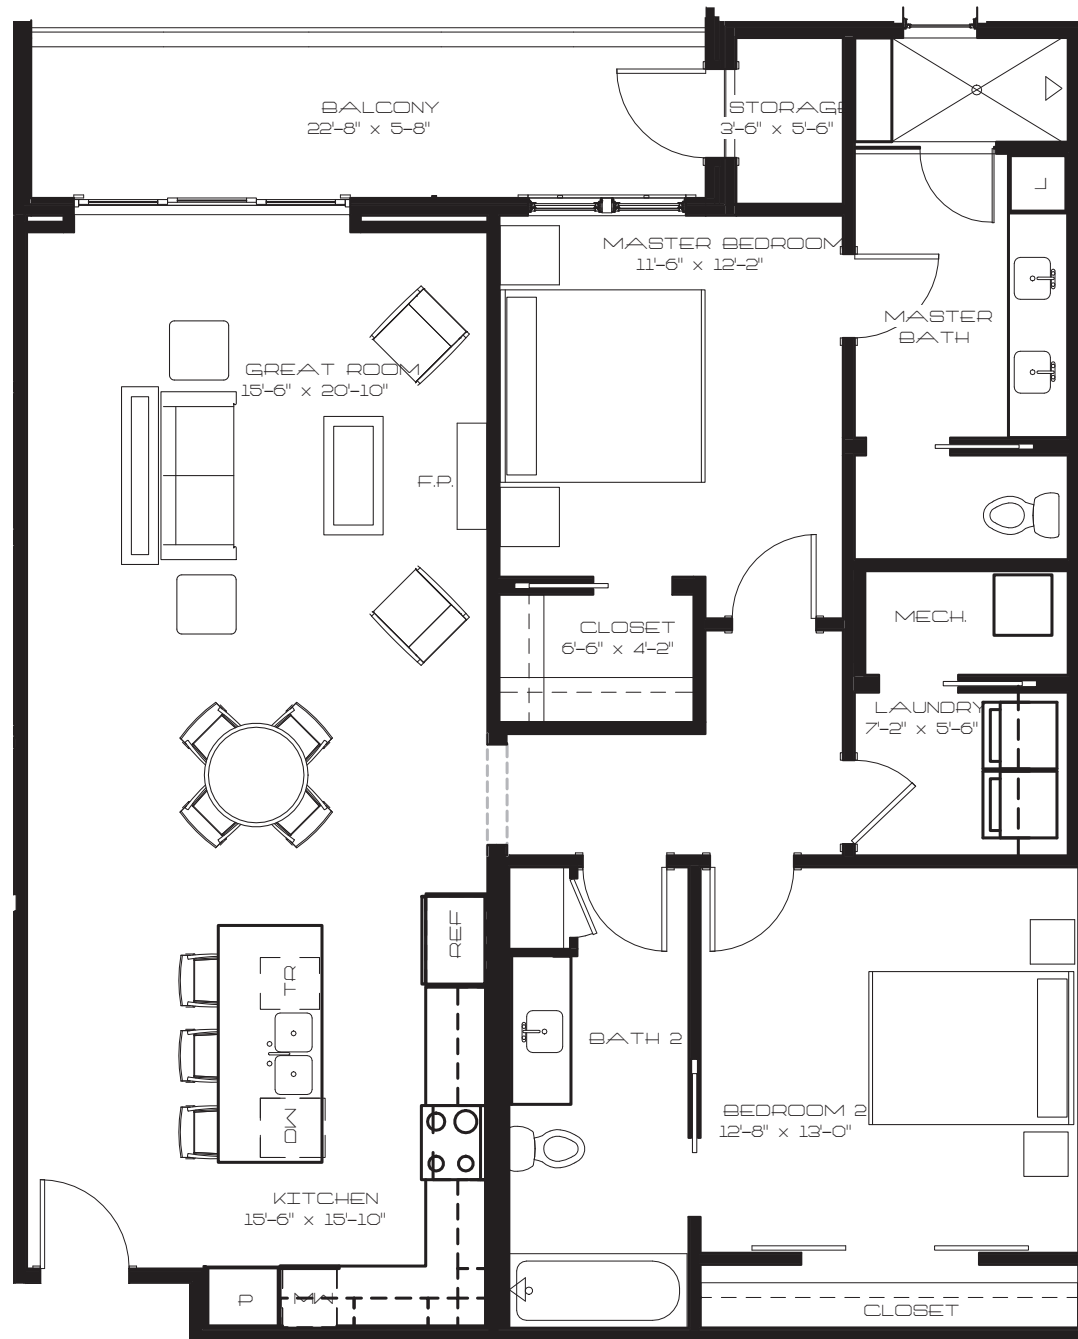 BALCONY
22'-8" x 5'-8"
STORAGE
3'-6" x 5'-6"
L
MASTER BEDROOM
11'-6" x 12'-2"
MASTER
BATH
GREAT ROOM
15'-6" x 20'-10"
F.P.
CLOSET
6'-6" x 4'-2"
MECH.
LAUNDRY
7'-2" x 5'-6"
REF
TR
BATH 2
DW
BEDROOM 2
12'-8" x 13'-0"
KITCHEN
15'-6" x 15'-10"
P
MW
CLOSET